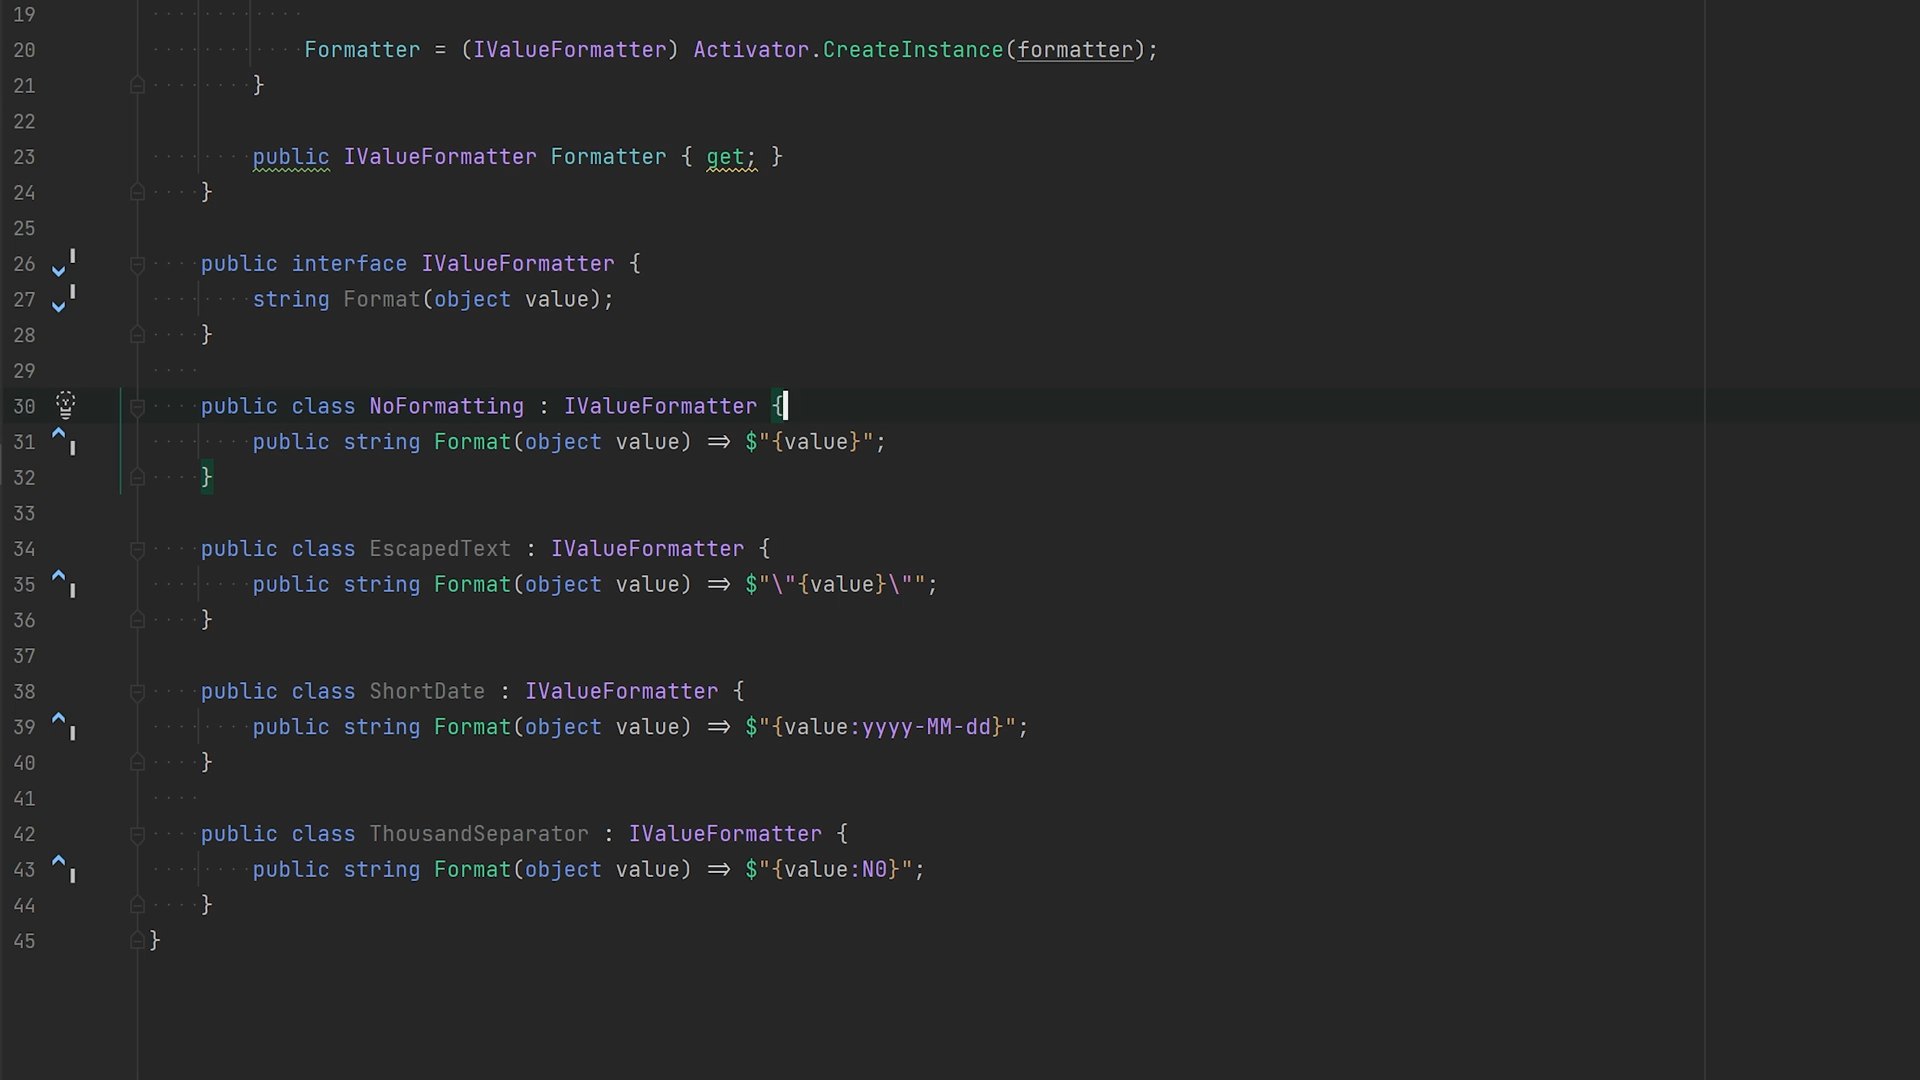 19
20 Formatter = (IValueFormatter) Activator.CreateInstance(formatter);
21 }
22
23 public IValueFormatter Formatter { get; }
24 }
25
26 public interface IValueFormatter {
27 string Format(object value);
28 }
29
30 public class NoFormatting : IValueFormatter {
31 public string Format(object value) => $"{value}";
32 }
33
34 public class EscapedText : IValueFormatter {
35 public string Format(object value) => $"\"{value}\"";
36 }
37
38 public class ShortDate : IValueFormatter {
39 public string Format(object value) => $"{value:yyyy-MM-dd}";
40 }
41
42 public class ThousandSeparator : IValueFormatter {
43 public string Format(object value) => $"{value:N0}";
44 }
45 }